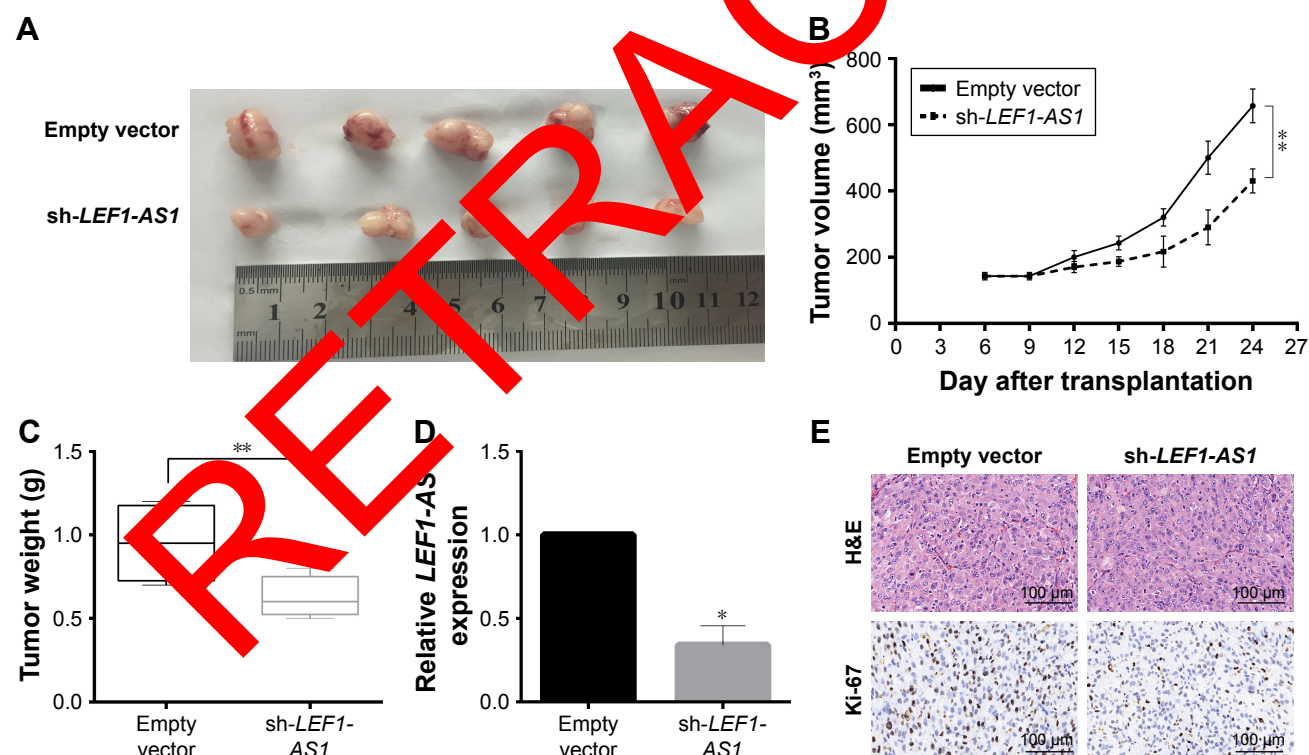 A
Empty vector
sh-LEF1-AS1
0.5 mm
mm
mm
1 2 4 5 6 7 9 10 11 12
B
Tumor volume (mm³)
800
600
400
200
0
Empty vector
sh-LEF1-AS1
**
0 3 6 9 12 15 18 21 24 27
Day after transplantation
C
Tumor weight (g)
1.5
1.0
0.5
0.0
**
Empty
vector
sh-LEF1-
AS1
D
Relative LEF1-AS
expression
1.5
1.0
0.5
0.0
*
Empty
vector
sh-LEF1-
AS1
E
Empty vector
sh-LEF1-AS1
H&E
100 µm
100 µm
Ki-67
100 µm
100 µm
RETRAC